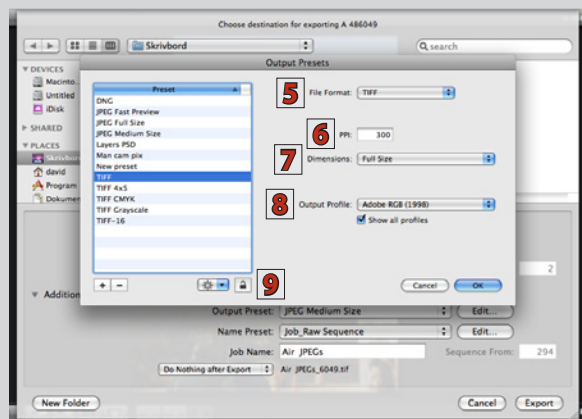 Choose destination for exporting A 486049
Skrivbord
search
Output Presets
DEVICES
Macinto...
Untitled
iDisk
SHARED
PLACES
Skrivbord
david
Program
Dokumen
Preset
DNG
JPEG Fast Preview
JPEG Full Size
JPEG Medium Size
Layers PSD
Man cam pix
New preset
TIFF
TIFF 4x5
TIFF CMYK
TIFF Grayscale
TIFF-16
5 File Format: TIFF
6 PPI: 300
7 Dimensions: Full Size
8 Output Profile: Adobe RGB (1998)
Show all profiles
9
Cancel OK
2
Addition
Output Preset: JPEG Medium Size Edit...
Name Preset: Job_Raw Sequence Edit...
Job Name: Air JPEGs Sequence From: 294
Do Nothing after Export Air JPEGs_6049.tif
New Folder Cancel Export